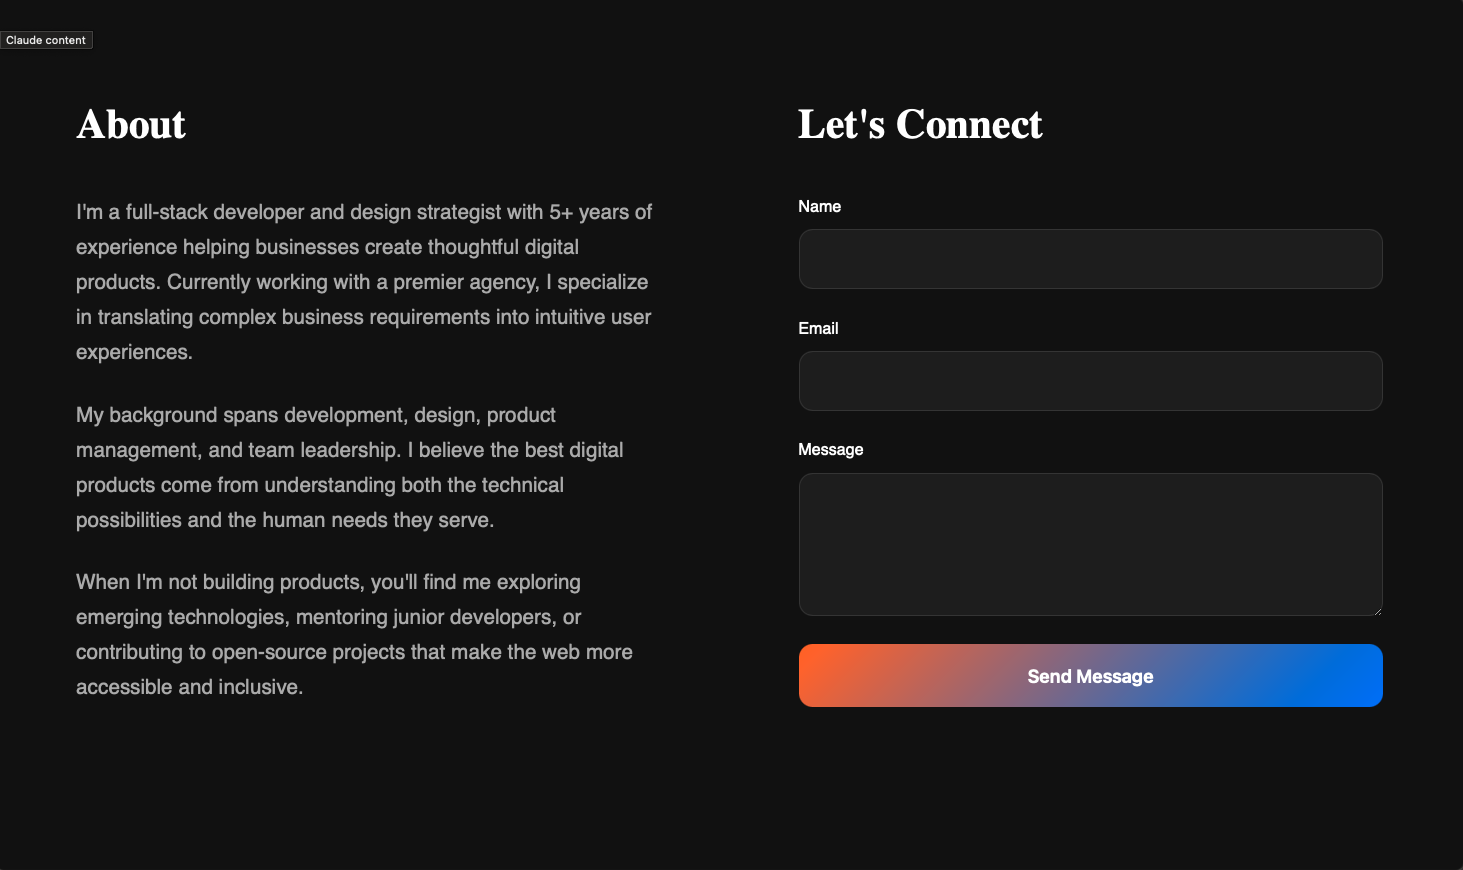 Claude content
About
I'm a full-stack developer and design strategist with 5+ years of
experience helping businesses create thoughtful digital
products. Currently working with a premier agency, I specialize
in translating complex business requirements into intuitive user
experiences.
My background spans development, design, product
management, and team leadership. I believe the best digital
products come from understanding both the technical
possibilities and the human needs they serve.
When I'm not building products, you'll find me exploring
emerging technologies, mentoring junior developers, or
contributing to open-source projects that make the web more
accessible and inclusive.
Let's Connect
Name
Email
Message
Send Message